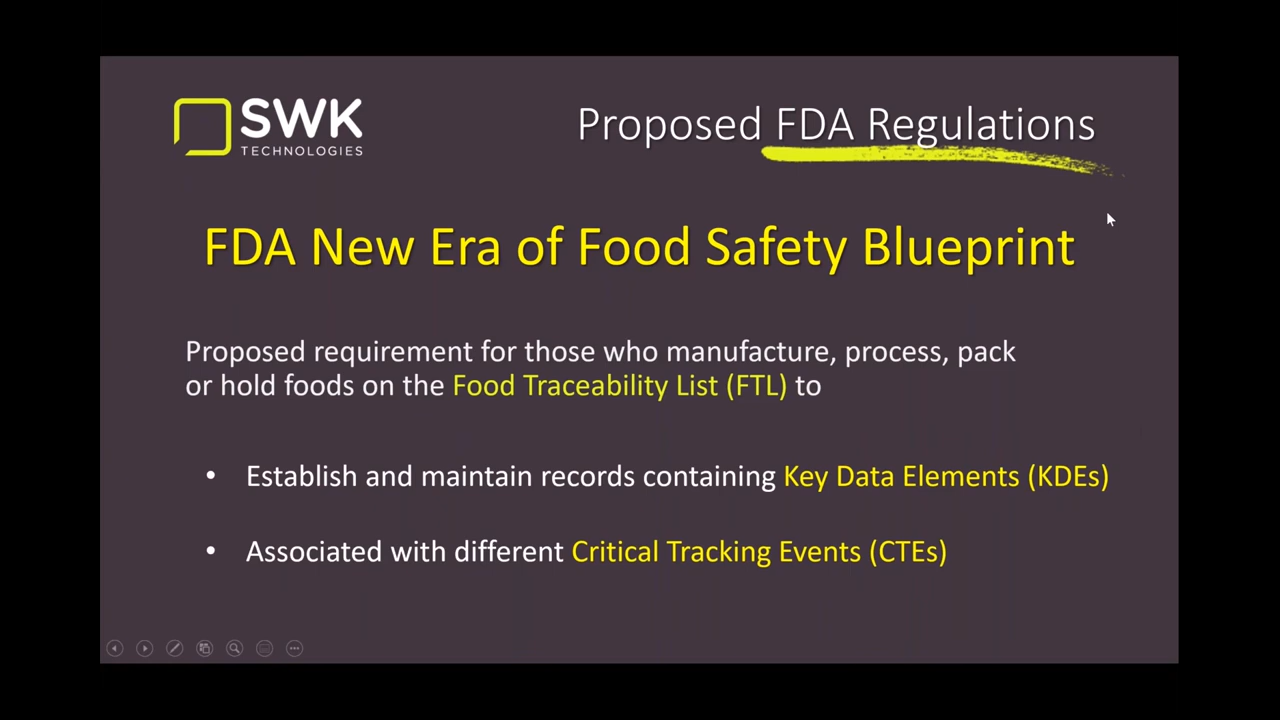 SWK
TECHNOLOGIES
Proposed FDA Regulations
FDA New Era of Food Safety Blueprint
Proposed requirement for those who manufacture, process, pack
or hold foods on the Food Traceability List (FTL) to
• Establish and maintain records containing Key Data Elements (KDEs)
• Associated with different Critical Tracking Events (CTEs)